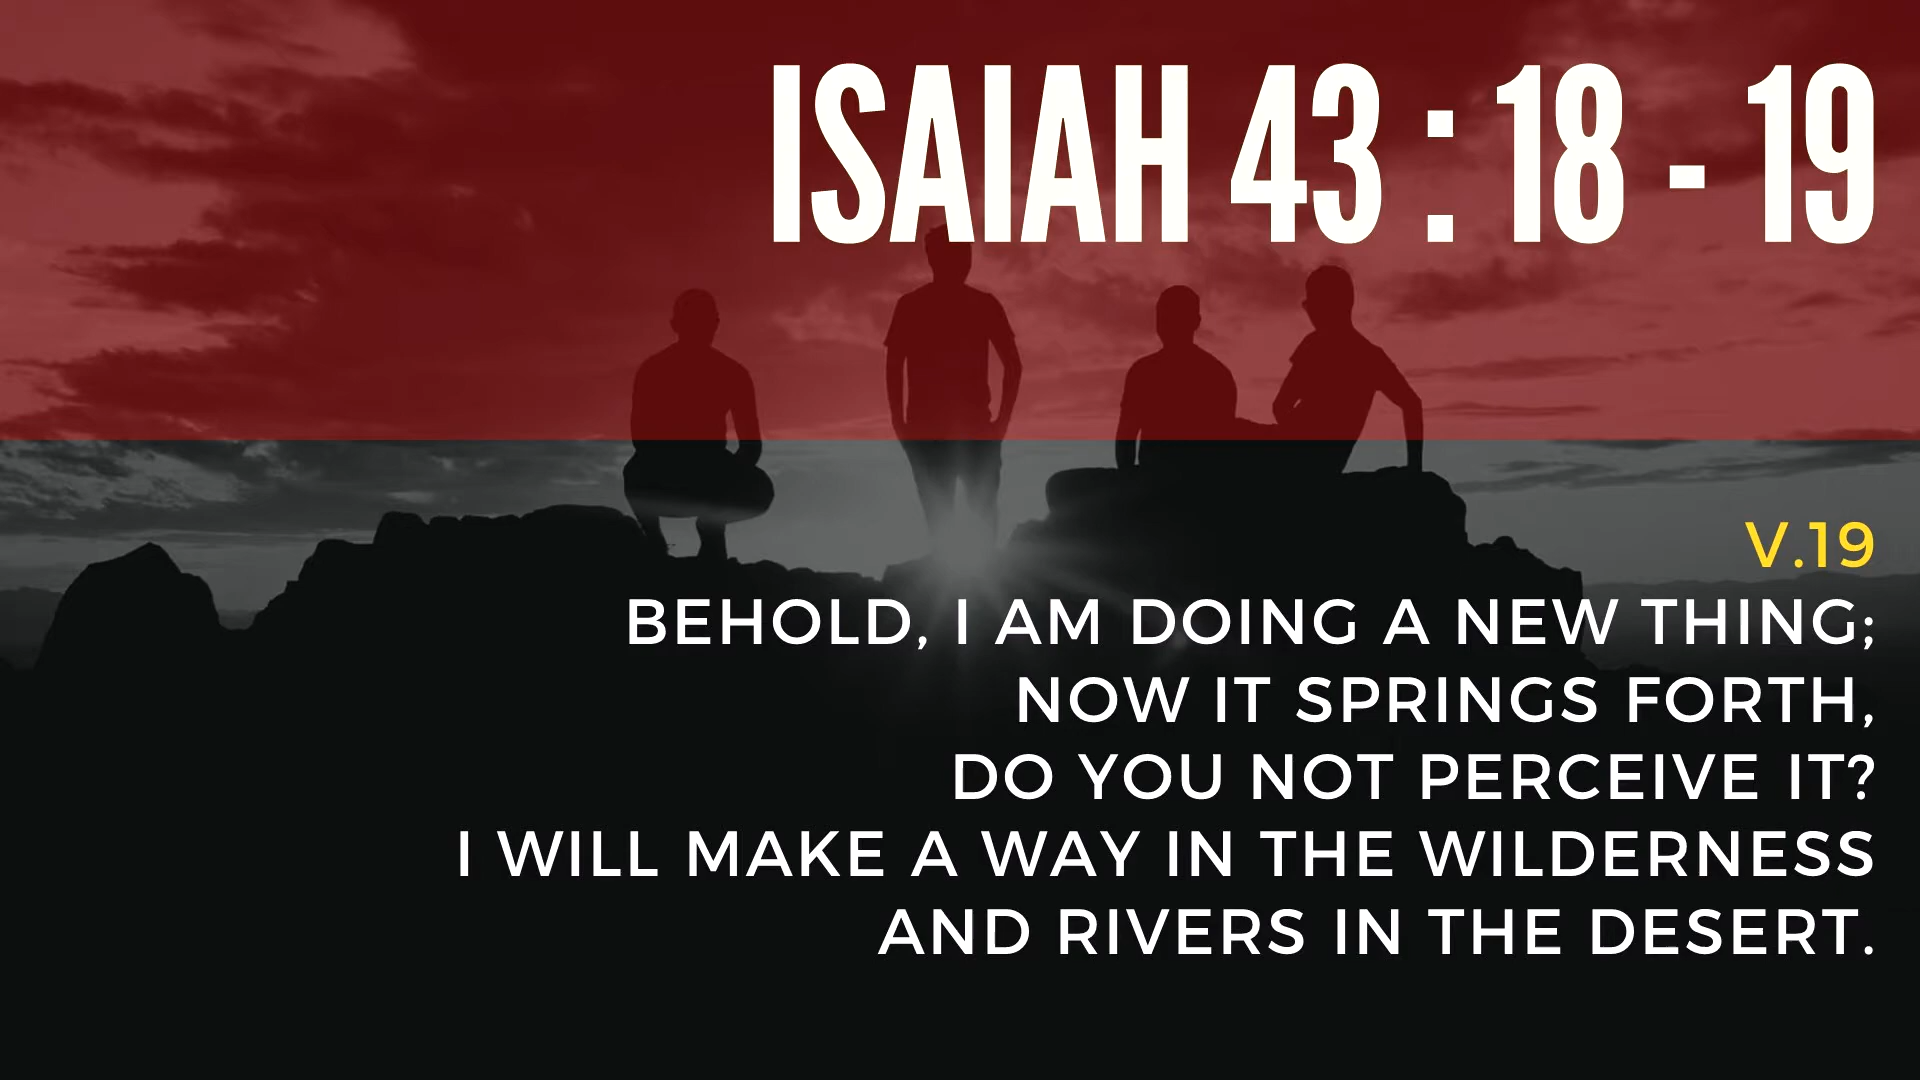 ISAIAH 43 : 18 - 19
V.19
BEHOLD, I AM DOING A NEW THING;
NOW IT SPRINGS FORTH,
DO YOU NOT PERCEIVE IT?
I WILL MAKE A WAY IN THE WILDERNESS
AND RIVERS IN THE DESERT.